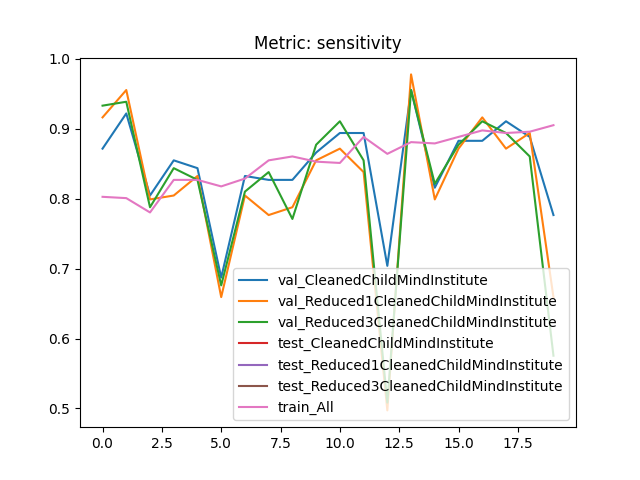 Metric: sensitivity
1.0
0.9
0.8
0.7
0.6
0.5
val_CleanedChildMindInstitute
val_Reduced1CleanedChildMindInstitute
val_Reduced3CleanedChildMindInstitute
test_CleanedChildMindInstitute
test_Reduced1CleanedChildMindInstitute
test_Reduced3CleanedChildMindInstitute
train_All
0.0 2.5 5.0 7.5 10.0 12.5 15.0 17.5